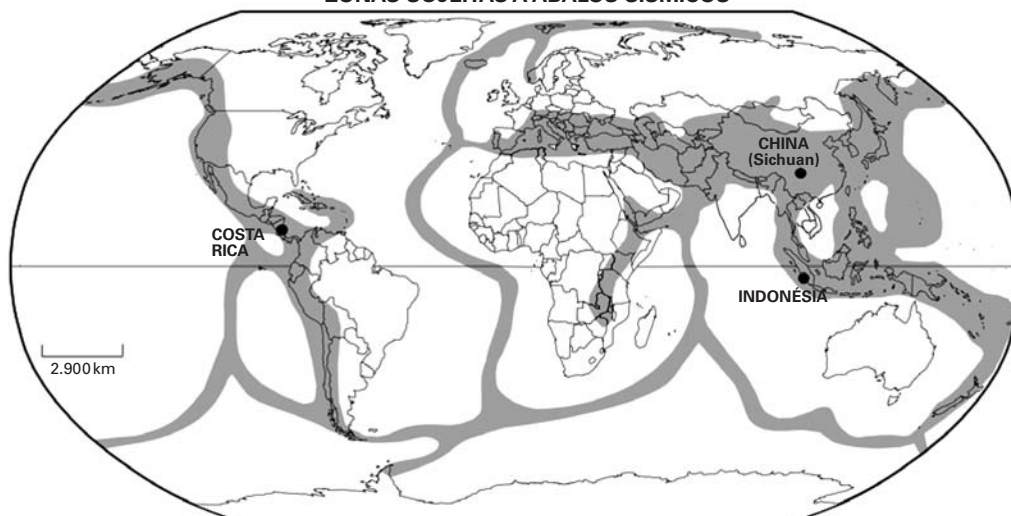 ZONAS SUJEITAS A ABALOS SÍSMICOS
CHINA
(Sichuan)
COSTA
RICA
INDONÉSIA
2.900 km